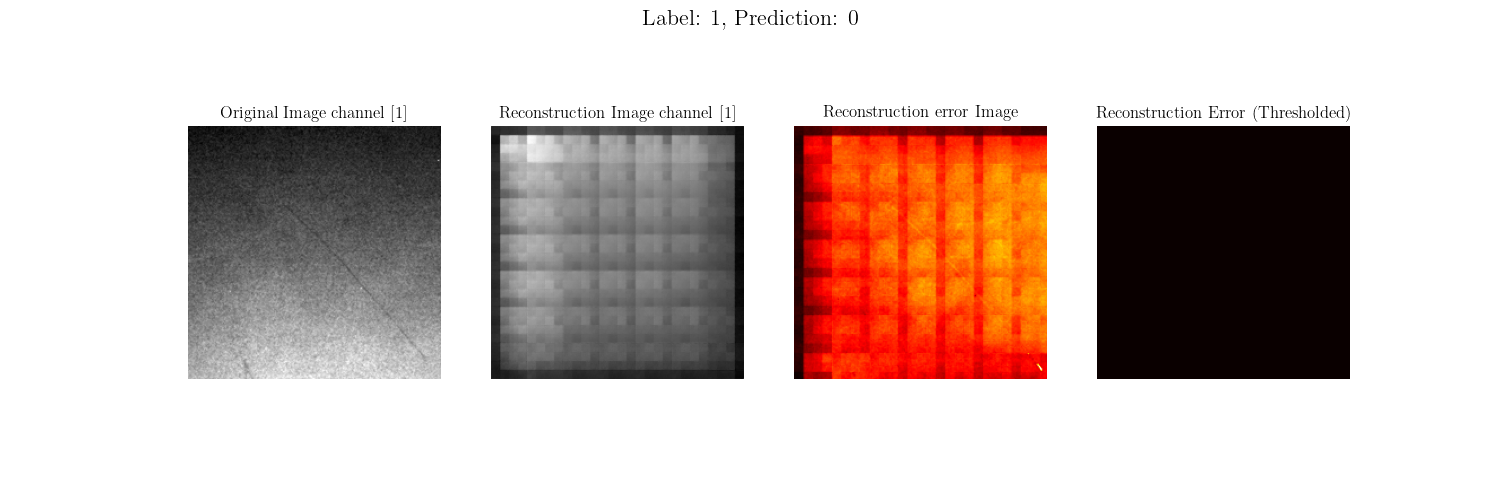 Label: 1, Prediction: 0
Original Image channel [1]
Reconstruction Image channel [1]
Reconstruction error Image
Reconstruction Error (Thresholded)